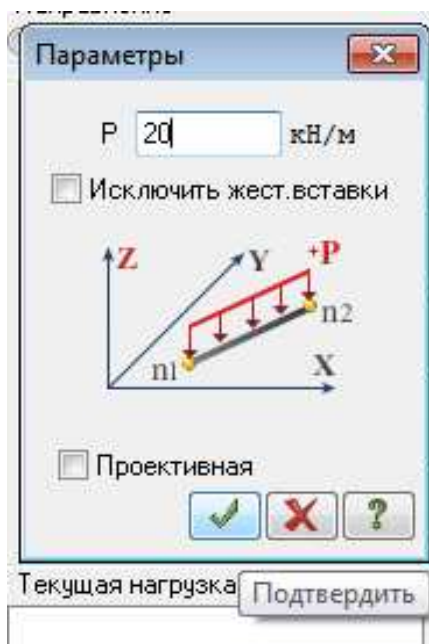 Параметры
P 20 кН/м
Исключить жест.вставки
Z
Y
+P
n2
n1
X
Проективная
?
Текущая нагрузка
Подтвердить